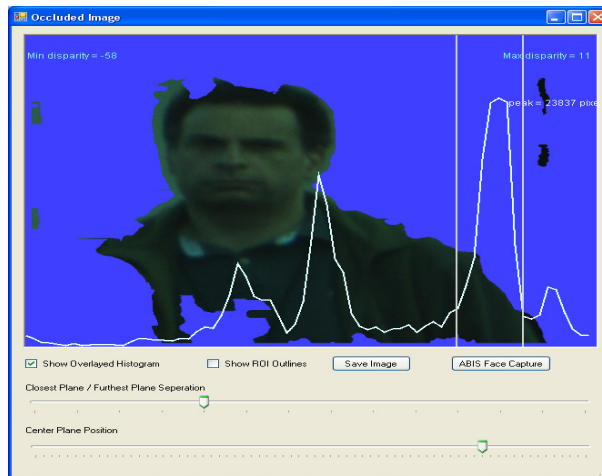 Occluded Image
Min disparity = -58
Max disparity = 11
peak = 23837 pixe
Show Overlayed Histogram
Show ROI Outlines
Save Image
ABIS Face Capture
Closest Plane / Furthest Plane Seperation
Center Plane Position